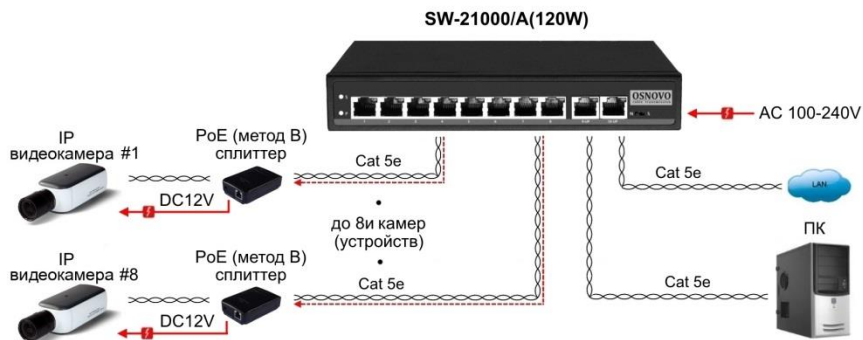 SW-21000/A(120W)
OSNOVO
AC 100-240V
IP
видеокамера #1
PoE (метод B)
сплиттер
Cat 5e
DC12V
Cat 5e
LAN
до 8и камер
(устройств)
ПК
IP
видеокамера #8
PoE (метод B)
сплиттер
Cat 5e
Cat 5e
DC12V